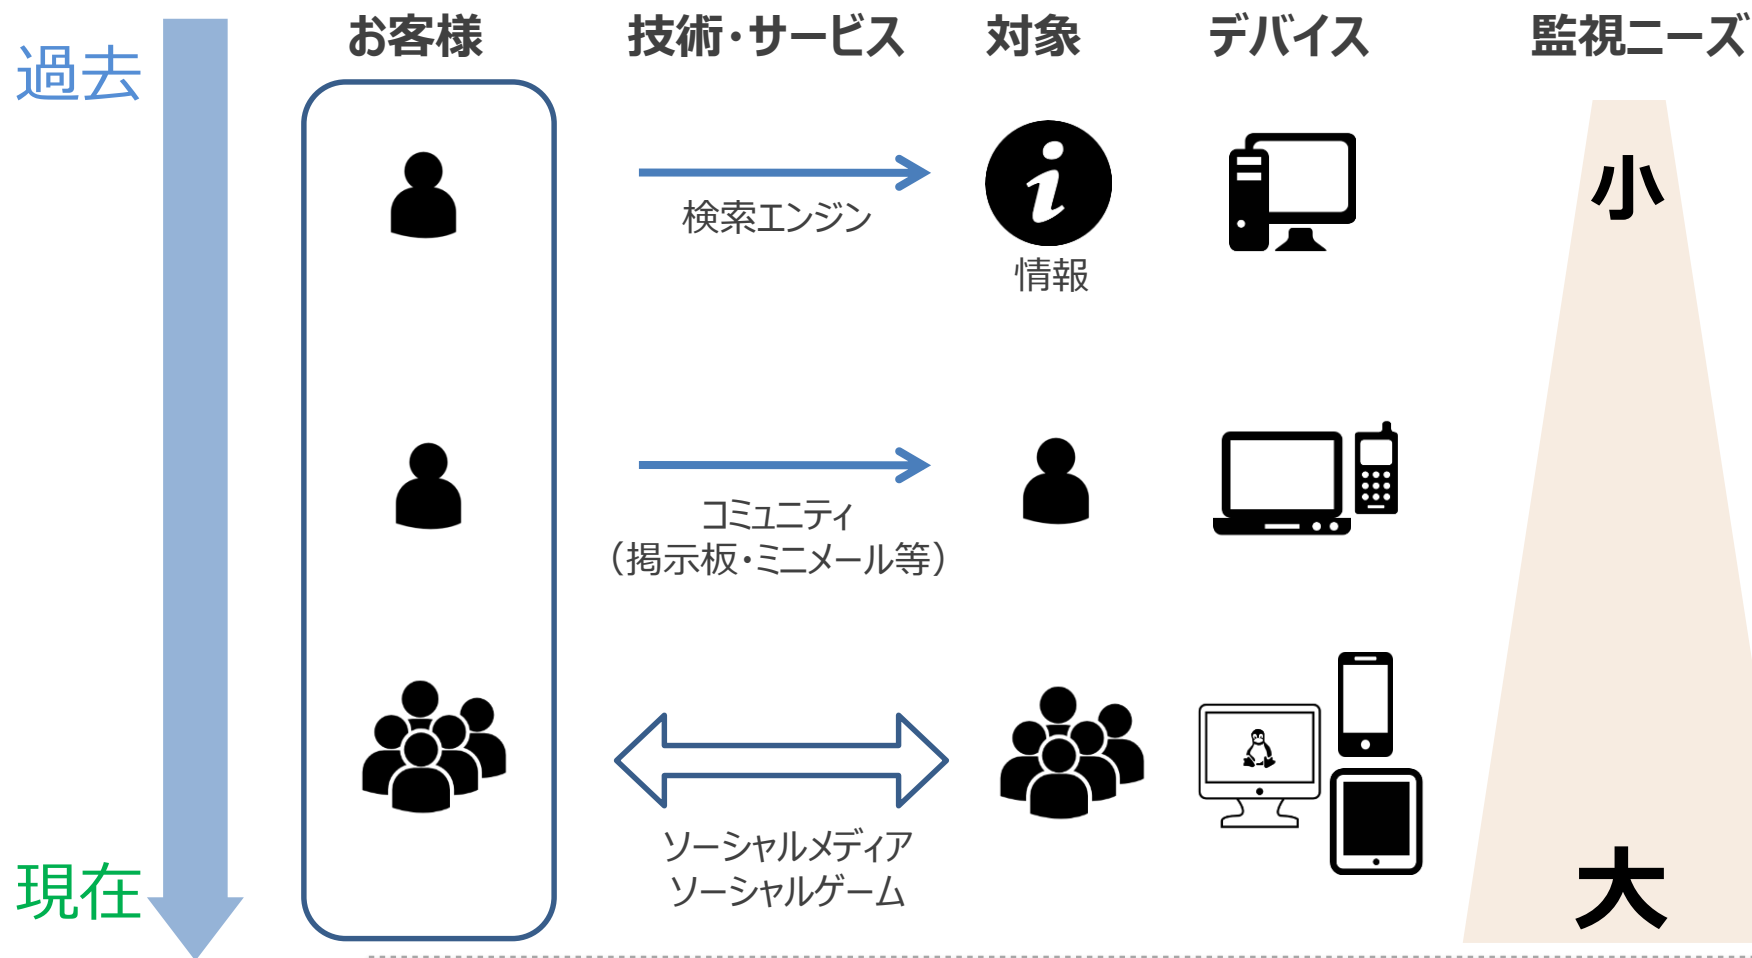 お客様
技術・サービス
対象
デバイス
監視ニーズ
過去
検索エンジン
情報
小
コミュニティ
（掲示板・ミニメール等）
ソーシャルメディア
ソーシャルゲーム
現在
大